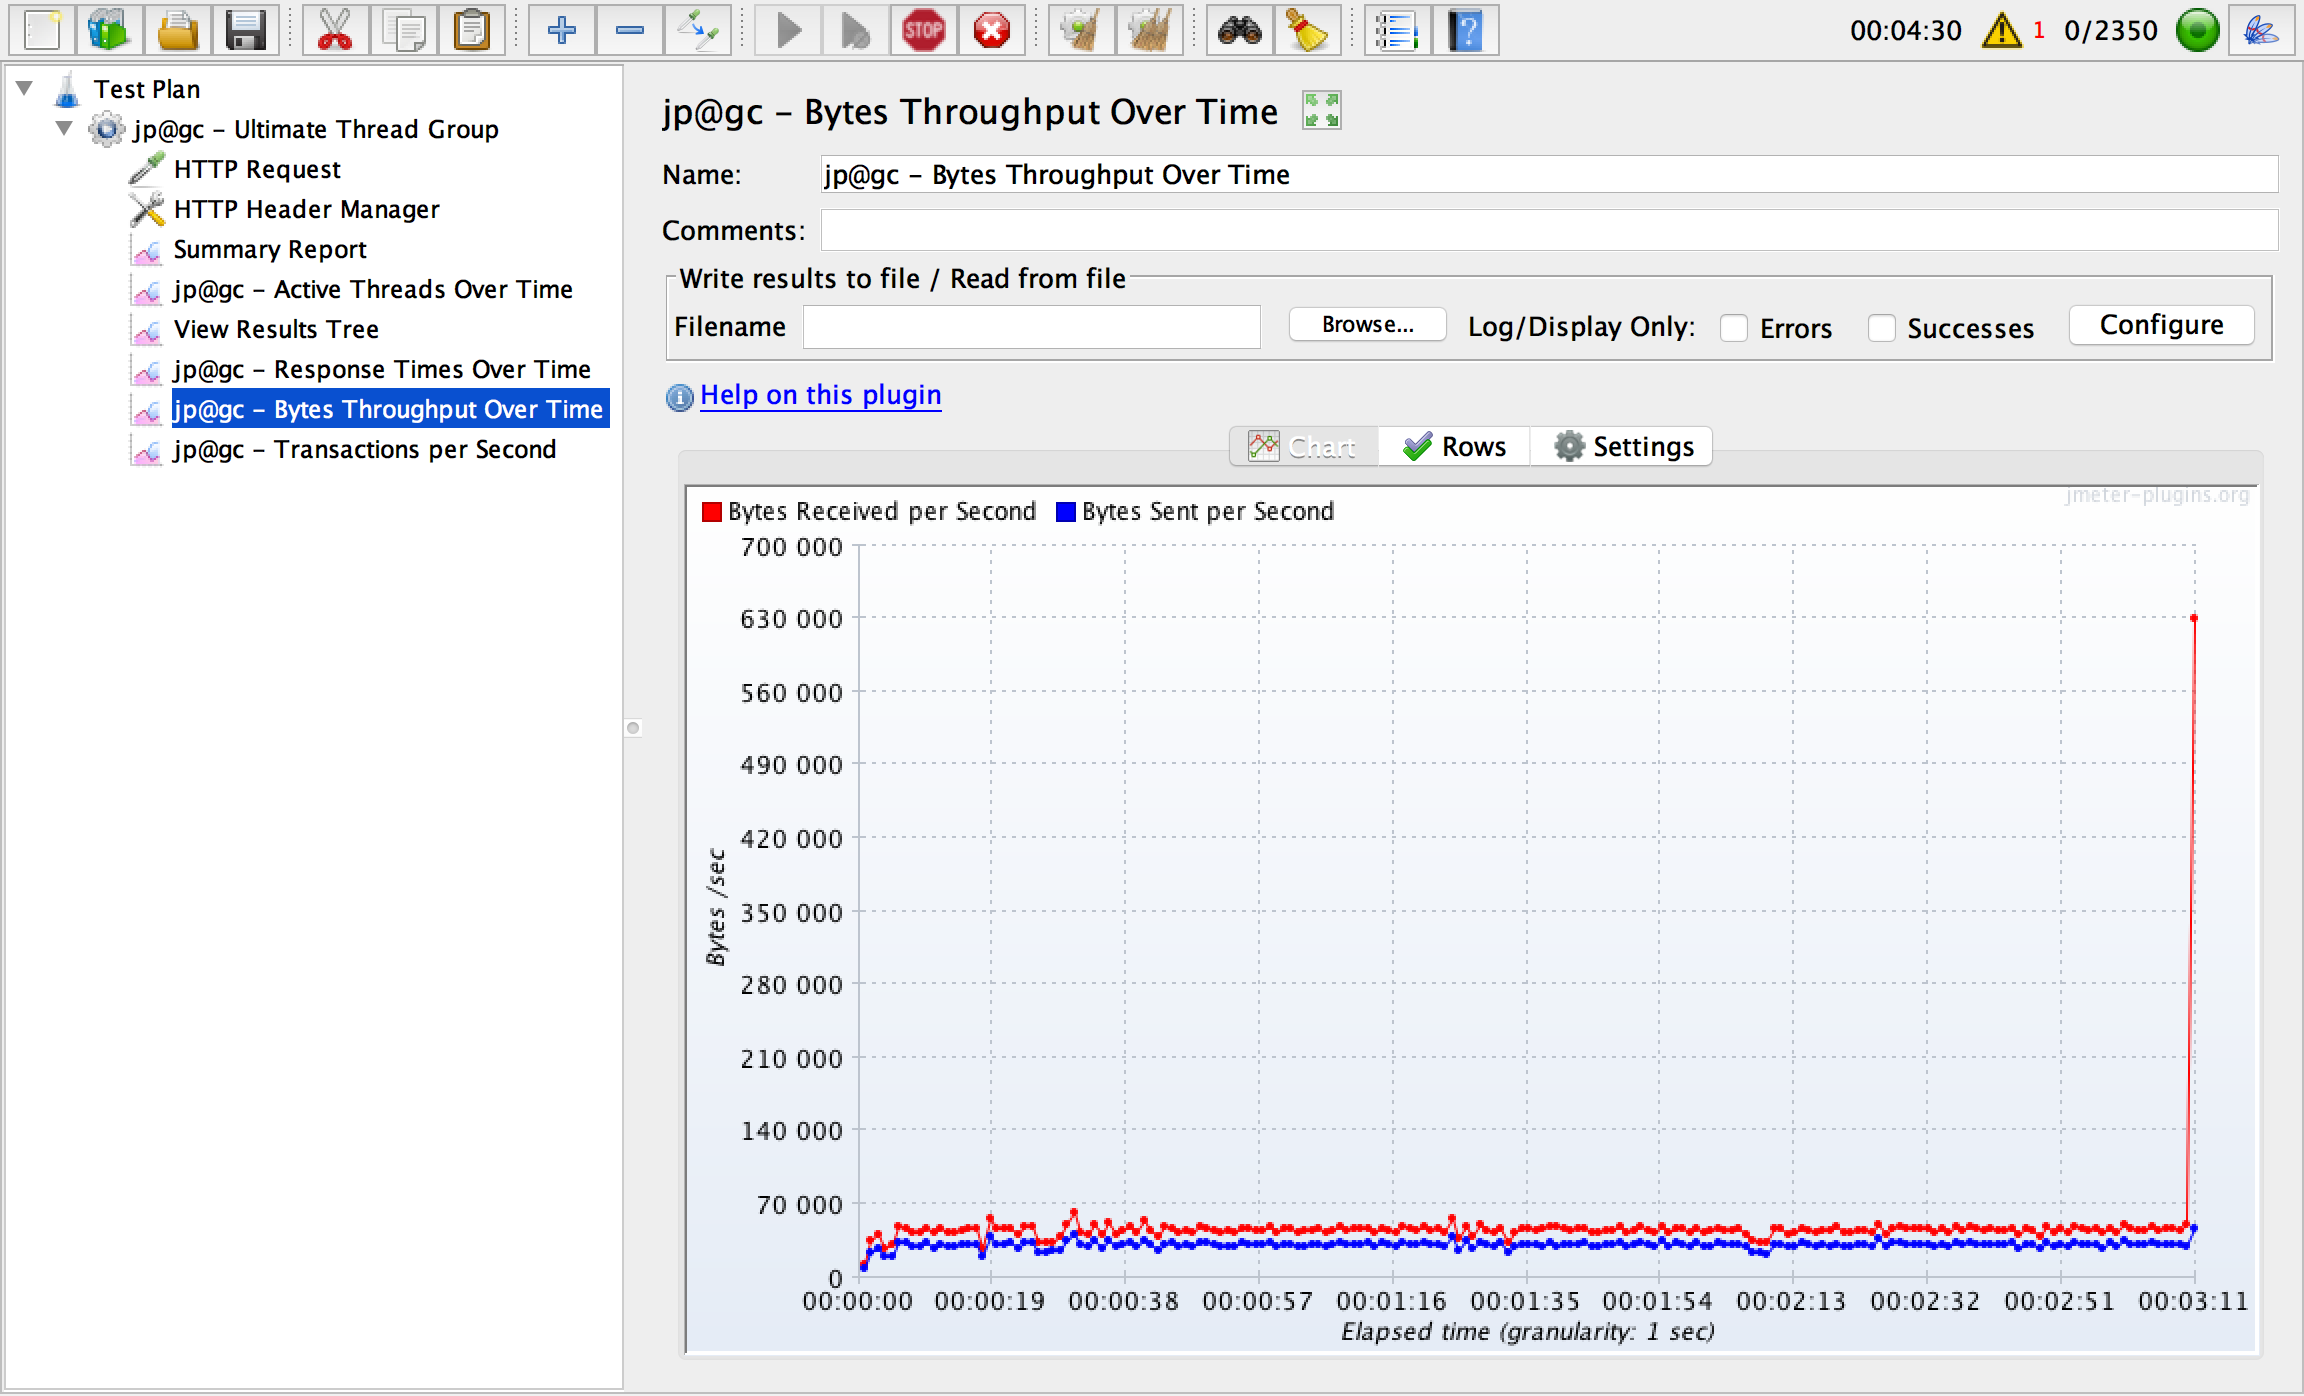 STOP
00:04:30
1
0/2350
?
Test Plan
jp@gc – Ultimate Thread Group
HTTP Request
HTTP Header Manager
Summary Report
jp@gc – Active Threads Over Time
View Results Tree
jp@gc – Response Times Over Time
jp@gc – Bytes Throughput Over Time
jp@gc – Transactions per Second
jp@gc – Bytes Throughput Over Time
Name: jp@gc – Bytes Throughput Over Time
Comments:
Write results to file / Read from file
Filename Browse... Log/Display Only: Errors Successes Configure
Help on this plugin
Chart Rows Settings
jmeter-plugins.org
Bytes Received per Second Bytes Sent per Second
700 000
630 000
560 000
490 000
420 000
350 000
280 000
210 000
140 000
70 000
0
Bytes /sec
00:00:00 00:00:19 00:00:38 00:00:57 00:01:16 00:01:35 00:01:54 00:02:13 00:02:32 00:02:51 00:03:11
Elapsed time (granularity: 1 sec)